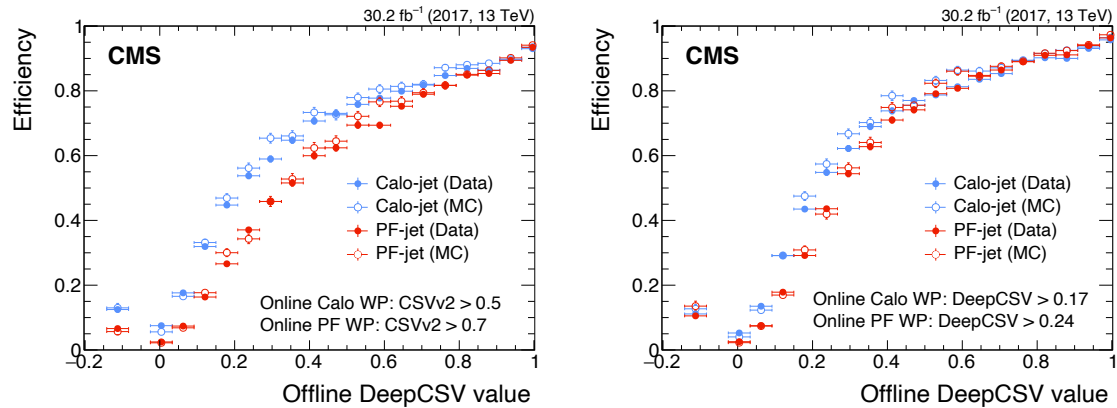 30.2 fb⁻¹ (2017, 13 TeV)
CMS
Efficiency
1
0.8
0.6
0.4
0.2
0
Calo-jet (Data)
Calo-jet (MC)
PF-jet (Data)
PF-jet (MC)
Online Calo WP: CSVv2 > 0.5
Online PF WP: CSVv2 > 0.7
−0.2 0 0.2 0.4 0.6 0.8 1
Offline DeepCSV value
30.2 fb⁻¹ (2017, 13 TeV)
CMS
Efficiency
1
0.8
0.6
0.4
0.2
0
Calo-jet (Data)
Calo-jet (MC)
PF-jet (Data)
PF-jet (MC)
Online Calo WP: DeepCSV > 0.17
Online PF WP: DeepCSV > 0.24
−0.2 0 0.2 0.4 0.6 0.8 1
Offline DeepCSV value